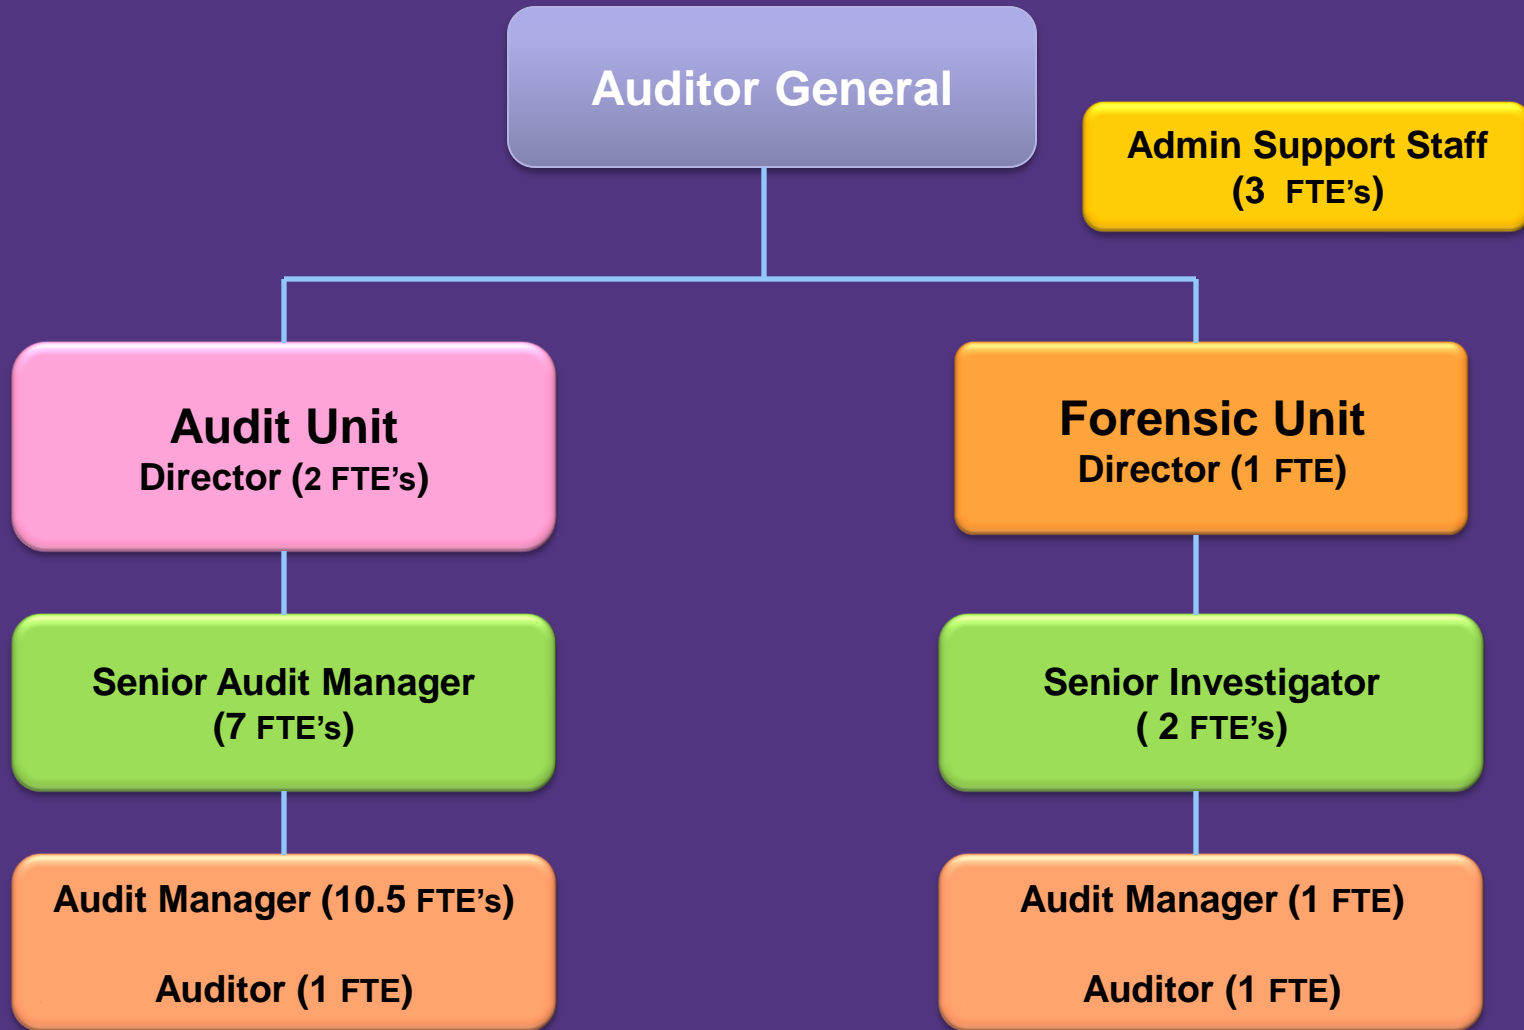 Auditor General
Admin Support Staff
(3 FTE’s)
Audit Unit
Director (2 FTE’s)
Forensic Unit
Director (1 FTE)
Senior Audit Manager
(7 FTE’s)
Senior Investigator
( 2 FTE’s)
Audit Manager (10.5 FTE’s)
Auditor (1 FTE)
Audit Manager (1 FTE)
Auditor (1 FTE)